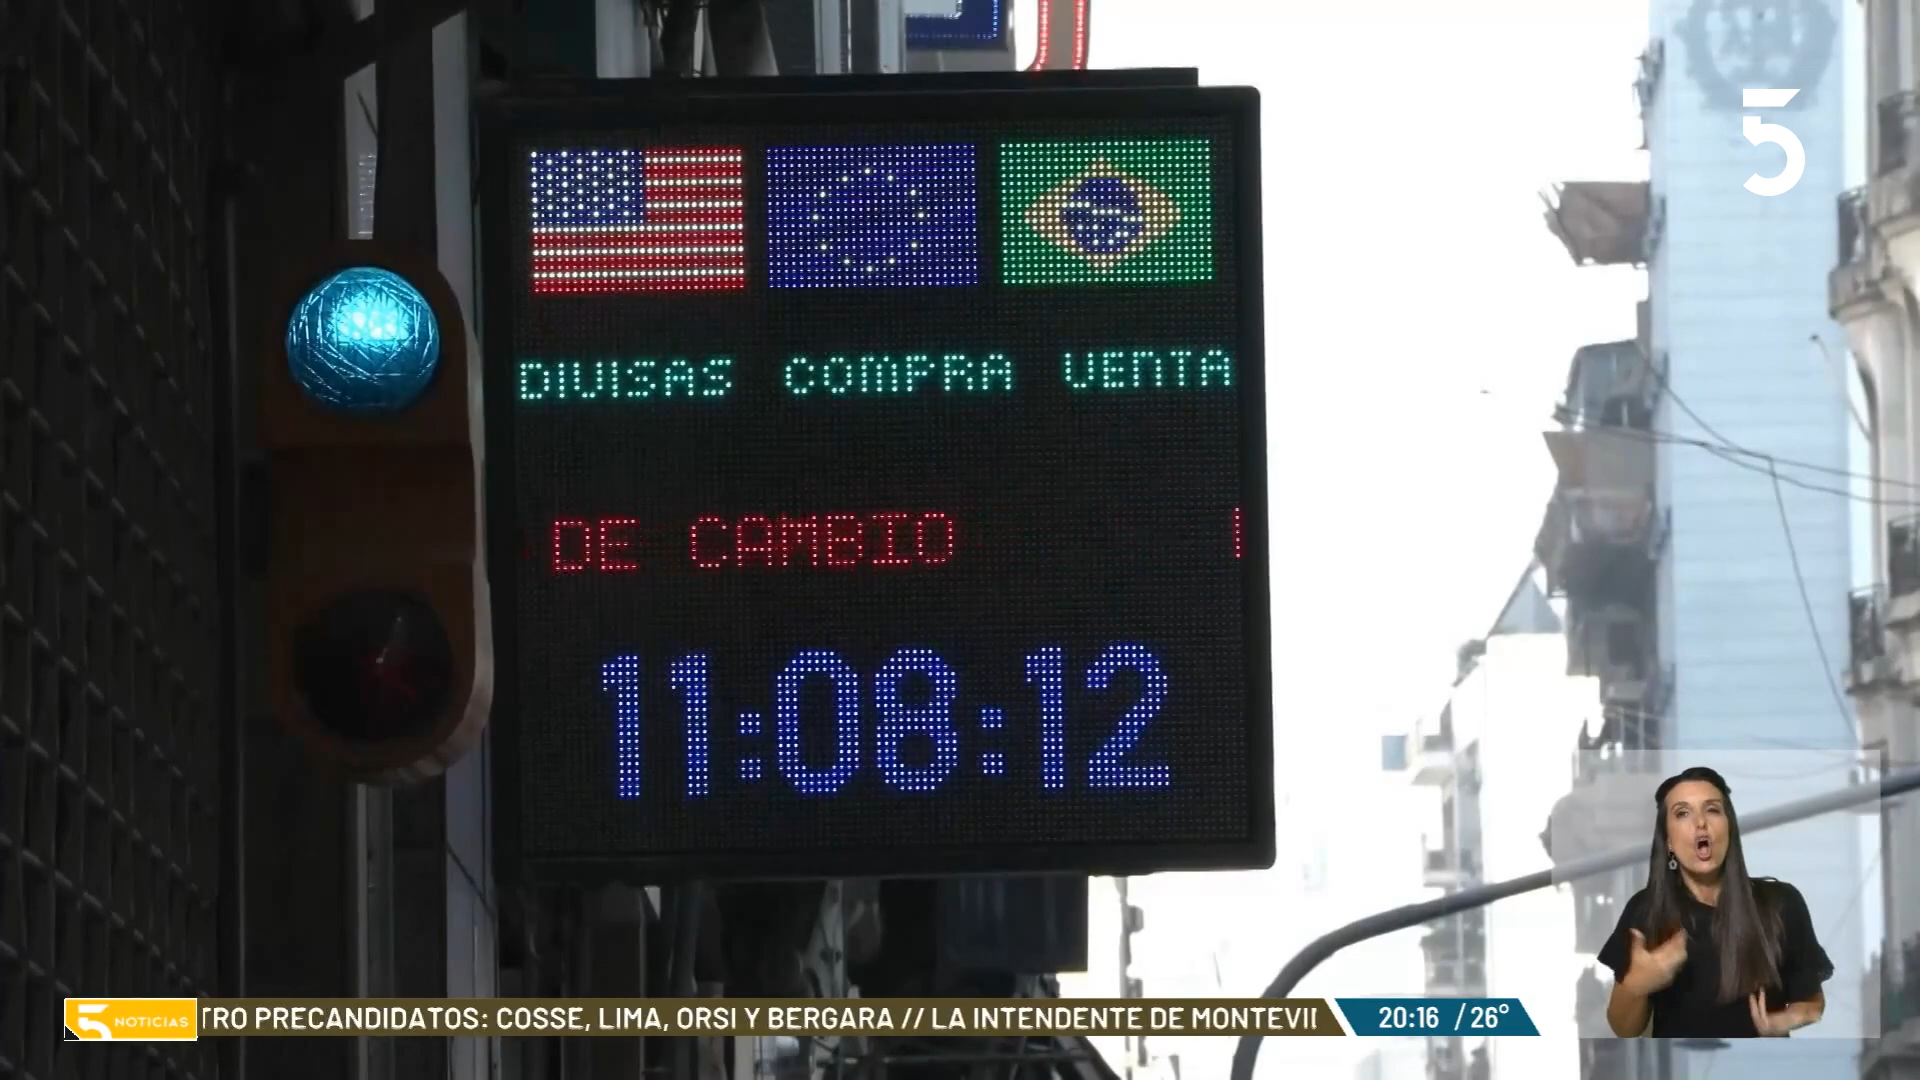 5
DIVISAS COMPRA VENTA
DE CAMBIO
11:08:12
5 NOTICIAS
TRO PRECANDIDATOS: COSSE, LIMA, ORSI Y BERGARA // LA INTENDENTE DE MONTEVI
20:16 / 26°